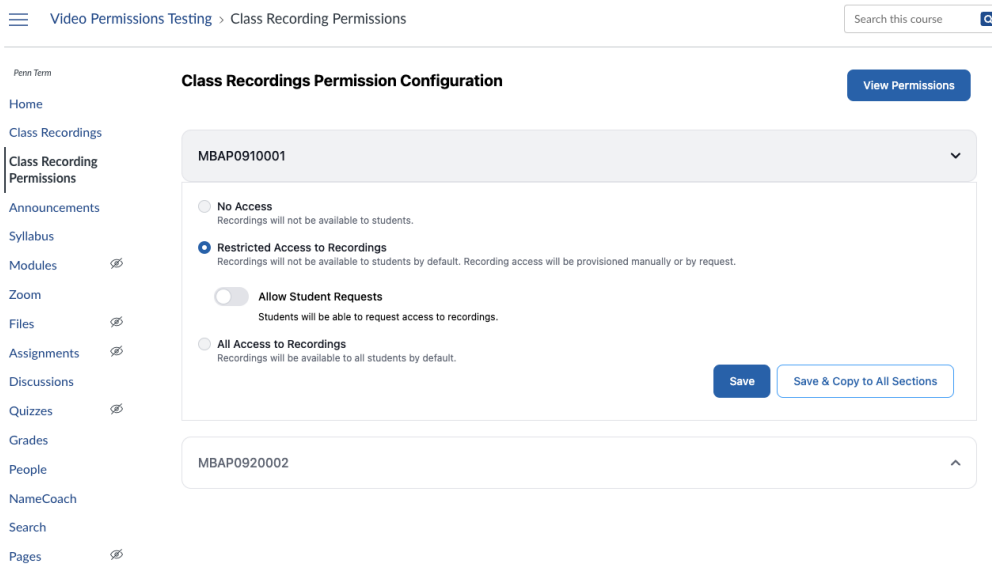 Video Permissions Testing › Class Recording Permissions
Search this course
Penn Term
Home
Class Recordings
Class Recording
Permissions
Announcements
Syllabus
Modules
Zoom
Files
Assignments
Discussions
Quizzes
Grades
People
NameCoach
Search
Pages
Class Recordings Permission Configuration
View Permissions
MBAP0910001
No Access
Recordings will not be available to students.
Restricted Access to Recordings
Recordings will not be available to students by default. Recording access will be provisioned manually or by request.
Allow Student Requests
Students will be able to request access to recordings.
All Access to Recordings
Recordings will be available to all students by default.
Save
Save & Copy to All Sections
MBAP0920002